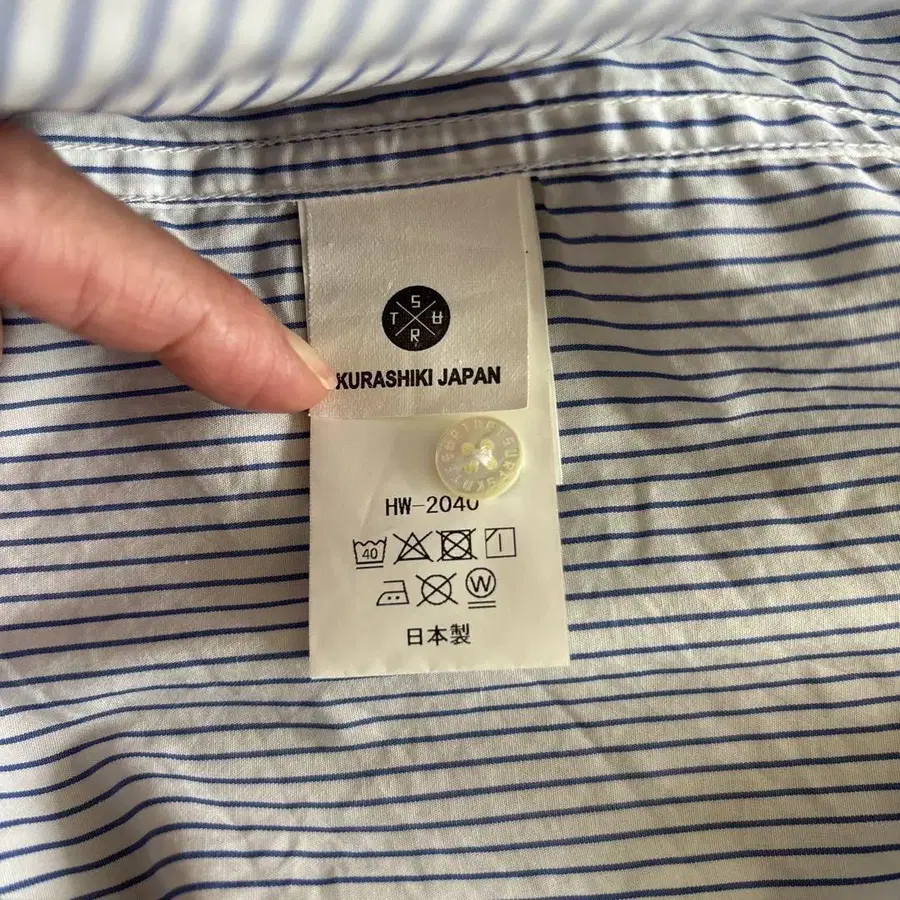 S
T R
R
KURASHIKI JAPAN
HW-2040
40
W
日本製